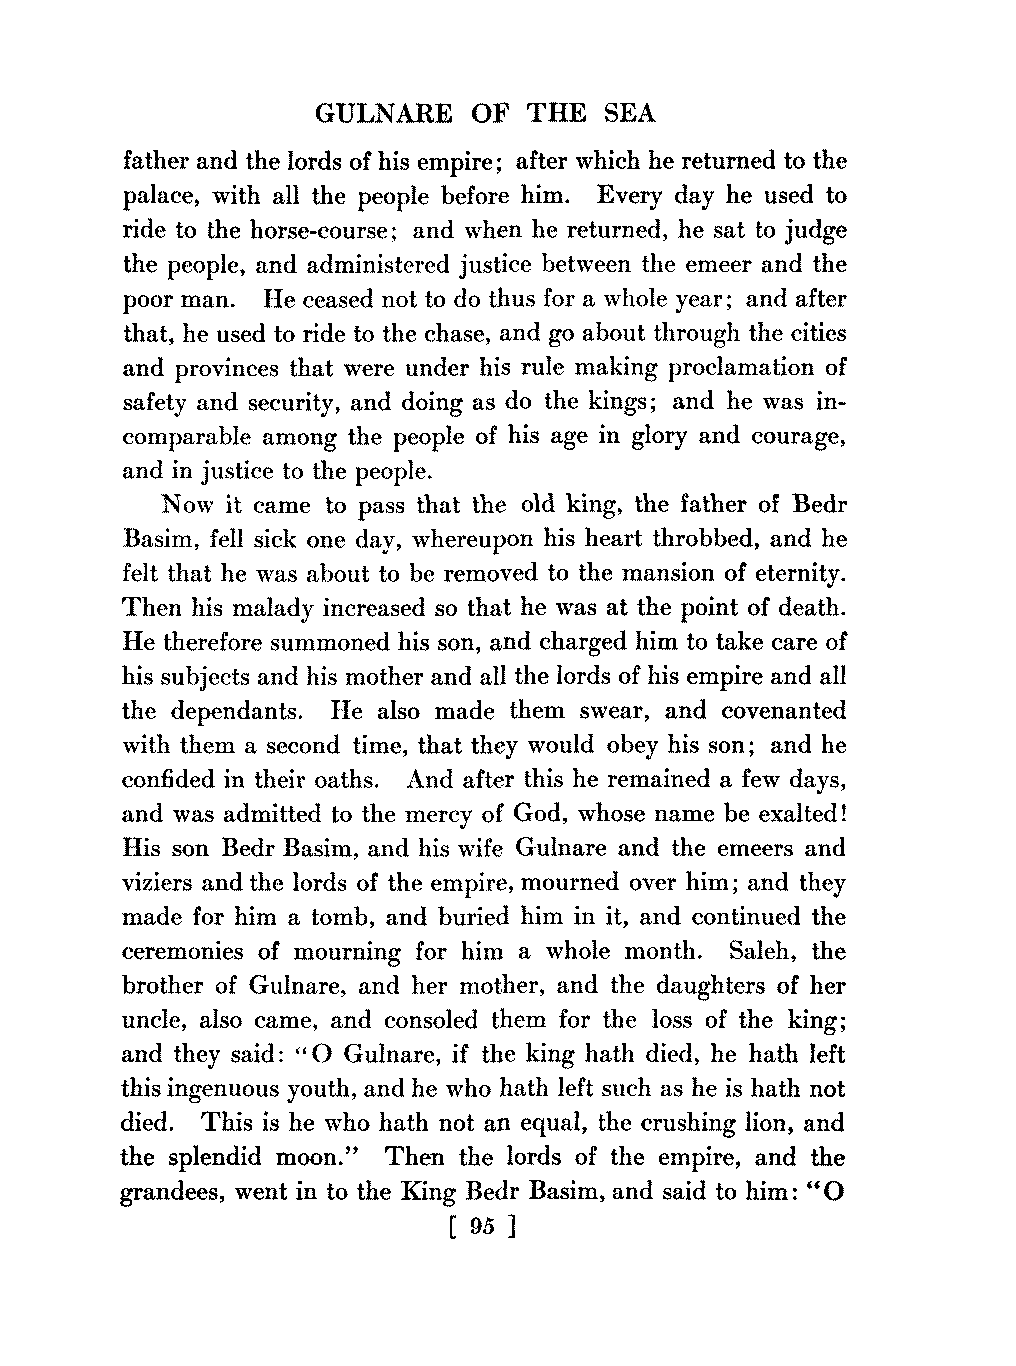 GULNARE OF THE SEA
father and the lords of his empire; after which he returned to the
palace, with all the people before him. Every day he used to
ride to the horse-course; and when he returned, he sat to judge
the people, and administered justice between the emeer and the
poor man. He ceased not to do thus for a whole year; and after
that, he used to ride to the chase, and go about through the cities
and provinces that were under his rule making proclamation of
safety and security, and doing as do the kings; and he was in-
comparable among the people of his age in glory and courage,
and in justice to the people.
Now it came to pass that the old king, the father of Bedr
Basim, fell sick one day, whereupon his heart throbbed, and he
felt that he was about to be removed to the mansion of eternity.
Then his malady increased so that he was at the point of death.
He therefore summoned his son, and charged him to take care of
his subjects and his mother and all the lords of his empire and all
the dependants. He also made them swear, and covenanted
with them a second time, that they would obey his son; and he
confided in their oaths. And after this he remained a few days,
and was admitted to the mercy of God, whose name be exalted!
His son Bedr Basim, and his wife Gulnare and the emeers and
viziers and the lords of the empire, mourned over him; and they
made for him a tomb, and buried him in it, and continued the
ceremonies of mourning for him a whole month. Saleh, the
brother of Gulnare, and her mother, and the daughters of her
uncle, also came, and consoled them for the loss of the king;
and they said: "O Gulnare, if the king hath died, he hath left
this ingenuous youth, and he who hath left such as he is hath not
died. This is he who hath not an equal, the crushing lion, and
the splendid moon." Then the lords of the empire, and the
grandees, went in to the King Bedr Basim, and said to him: "O
[ 95 ]